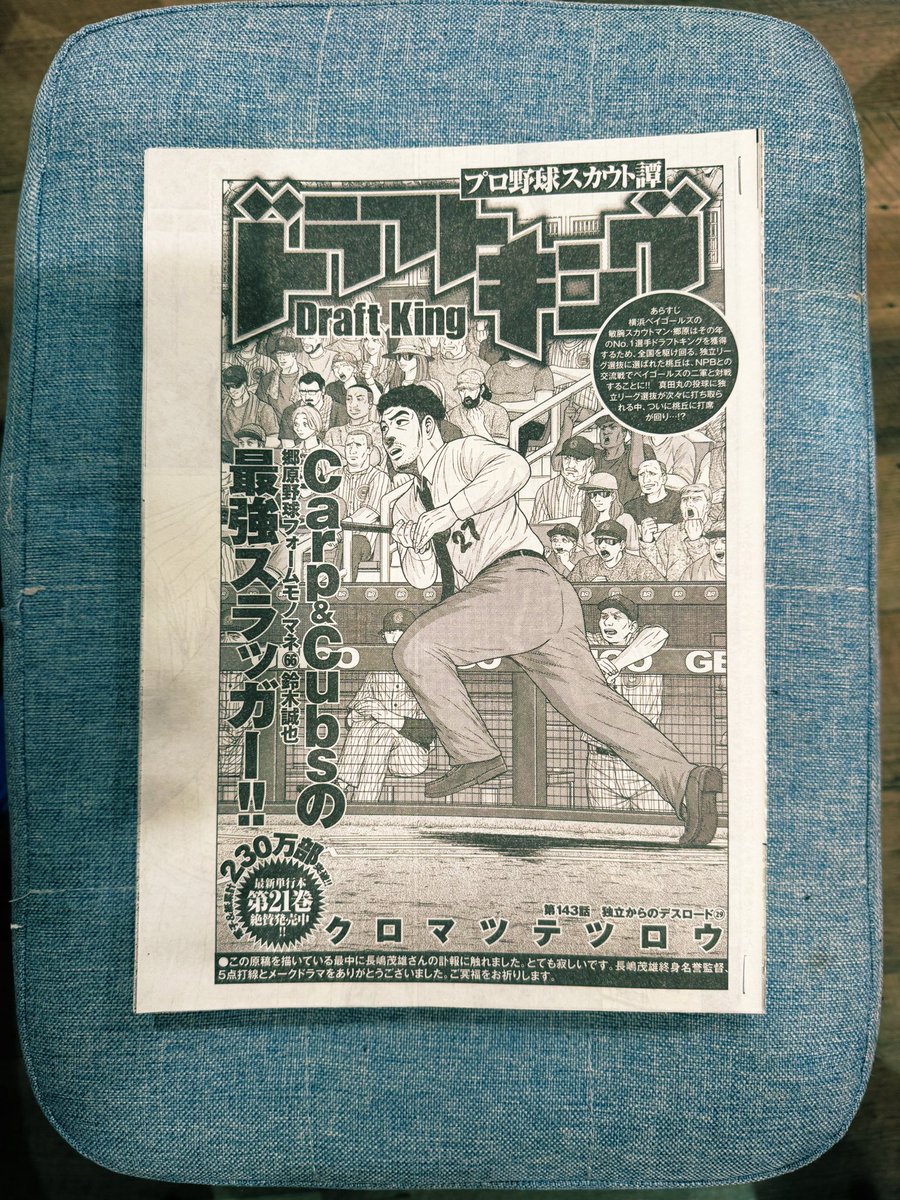 プロ野球スカウト譚
ドラフトキング
Draft King
あらすじ
横浜ベイゴールズの
敏腕スカウトマン・郷原はその年
のNo.1選手ドラフトキングを獲得
するため、全国を駆け回る。独立リー
グ選抜に選ばれた桃丘は、NPBとの
交流戦でベイゴールズの二軍と対戦
することに!! 真田丸の投球に独
立リーグ選抜が次々に打ち取ら
れる中、ついに桃丘に打席
が回り…!?
Carp&Cubsの
郷原野球フォームモノマネ66 鈴木誠也
最強スラッガー!!
27
GE
230万部
最新単行本
第21巻
絶賛発売中
!!
第143話 独立からのデスロード29
クロマツテツロウ
●この原稿を描いている最中に長嶋茂雄さんの訃報に触れました。とても寂しいです。長嶋茂雄終身名誉監督、
5点打線とメークドラマをありがとうございました。ご冥福をお祈りします。